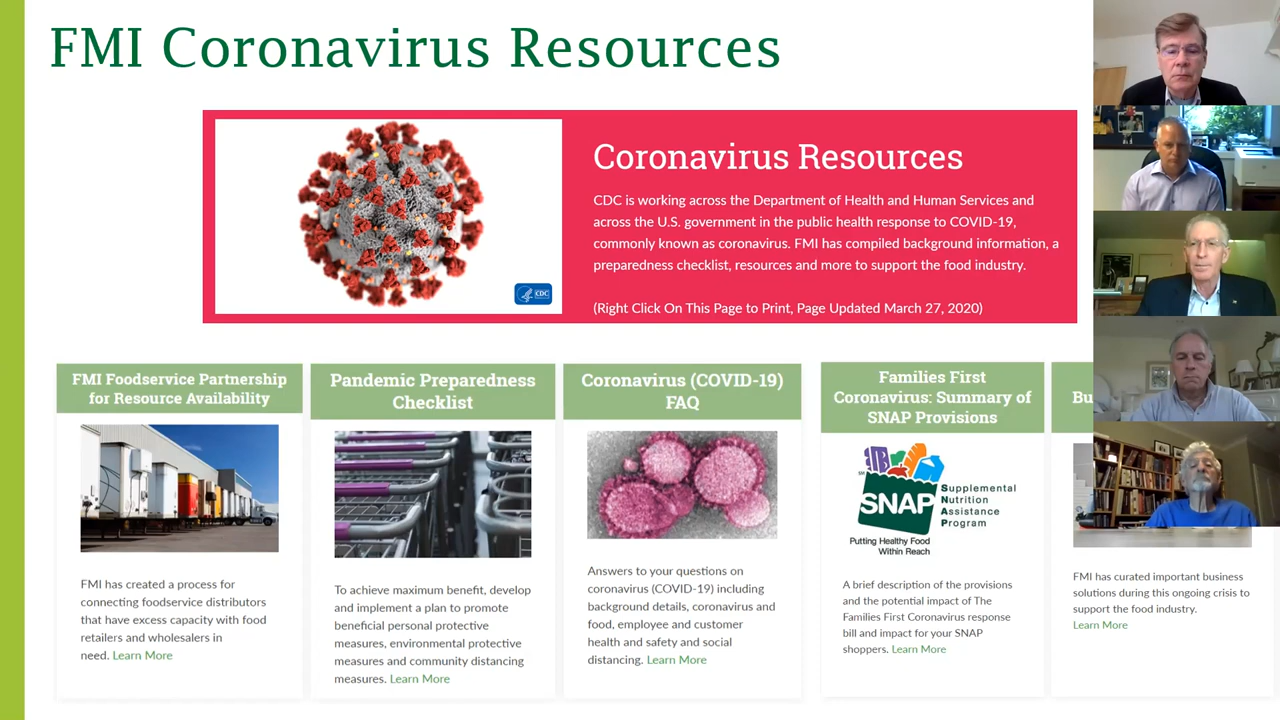 FMI Coronavirus Resources
Coronavirus Resources
CDC is working across the Department of Health and Human Services and
across the U.S. government in the public health response to COVID-19,
commonly known as coronavirus. FMI has compiled background information, a
preparedness checklist, resources and more to support the food industry.
(Right Click On This Page to Print, Page Updated March 27, 2020)
CDC
FMI Foodservice Partnership
for Resource Availability
FMI has created a process for
connecting foodservice distributors
that have excess capacity with food
retailers and wholesalers in
need. Learn More
Pandemic Preparedness
Checklist
To achieve maximum benefit, develop
and implement a plan to promote
beneficial personal protective
measures, environmental protective
measures and community distancing
measures. Learn More
Coronavirus (COVID-19)
FAQ
Answers to your questions on
coronavirus (COVID-19) including
background details, coronavirus and
food, employee and customer
health and safety and social
distancing. Learn More
Families First
Coronavirus: Summary of
SNAP Provisions
SNAP
Supplemental
Nutrition
Assistance
Program
Putting Healthy Food
Within Reach
A brief description of the provisions
and the potential impact of The
Families First Coronavirus response
bill and impact for your SNAP
shoppers. Learn More
Bu
FMI has curated important business
solutions during this ongoing crisis to
support the food industry.
Learn More